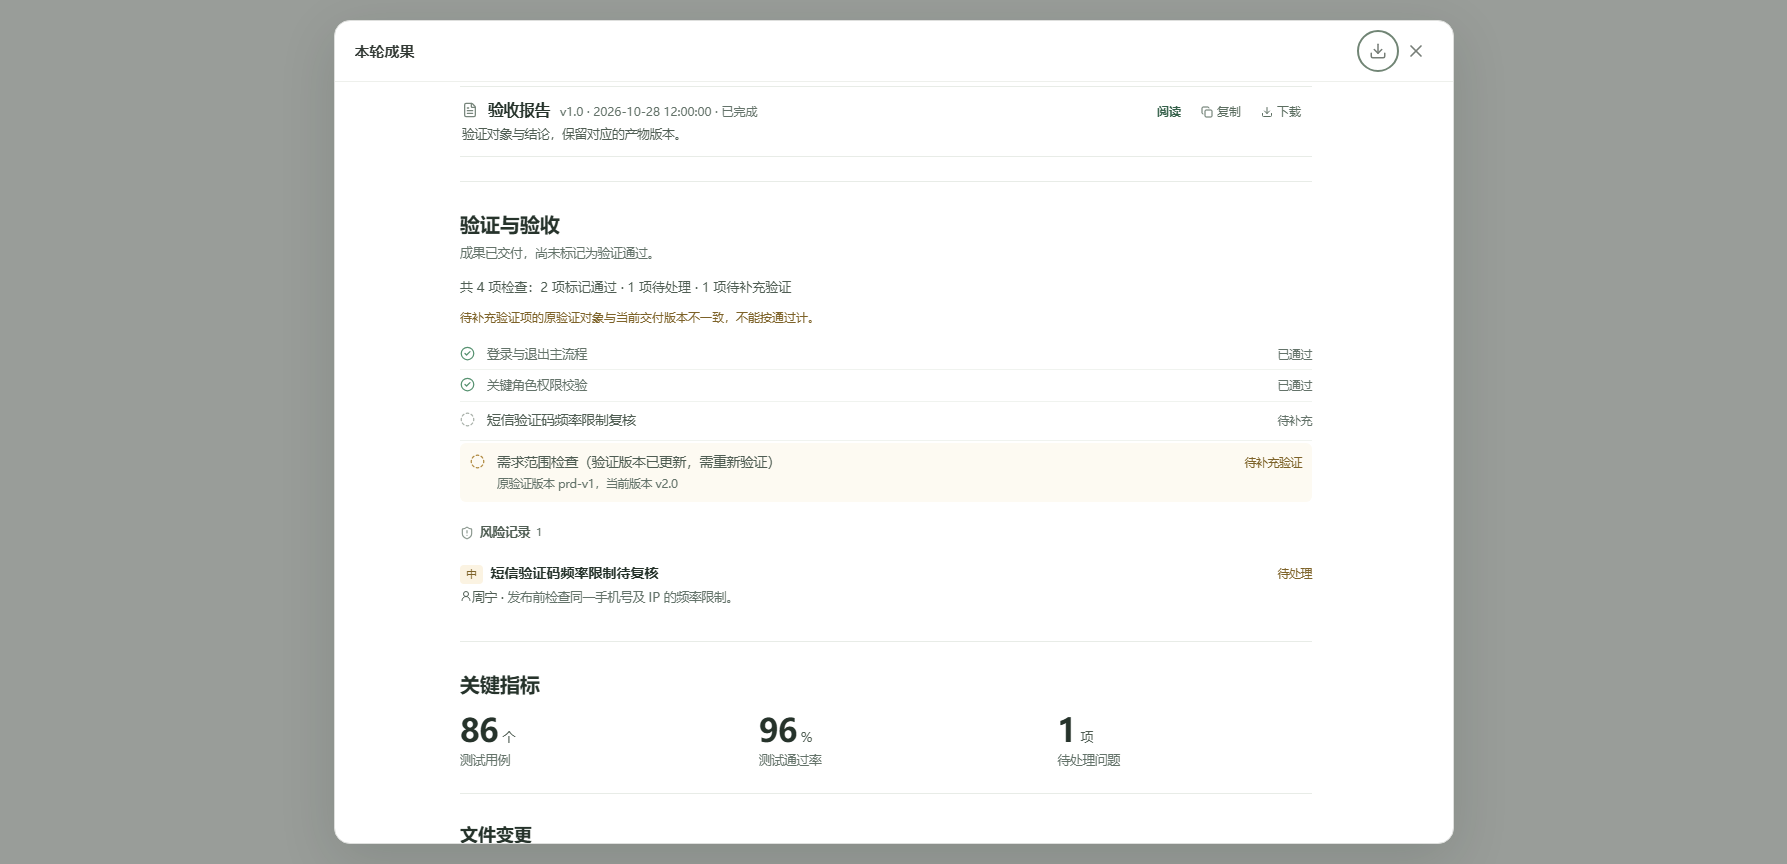 本轮成果
验收报告 v1.0 · 2026-10-28 12:00:00 · 已完成 阅读 复制 下载
验证对象与结论，保留对应的产物版本。
验证与验收
成果已交付，尚未标记为验证通过。
共 4 项检查：2 项标记通过 · 1 项待处理 · 1 项待补充验证
待补充验证项的原验证对象与当前交付版本不一致，不能按通过计。
登录与退出主流程 已通过
关键角色权限校验 已通过
短信验证码频率限制复核 待补充
需求范围检查（验证版本已更新，需重新验证） 待补充验证
原验证版本 prd-v1，当前版本 v2.0
风险记录 1
中 短信验证码频率限制待复核 待处理
周宁 · 发布前检查同一手机号及 IP 的频率限制。
关键指标
86 个 96 % 1 项
测试用例 测试通过率 待处理问题
文件变更